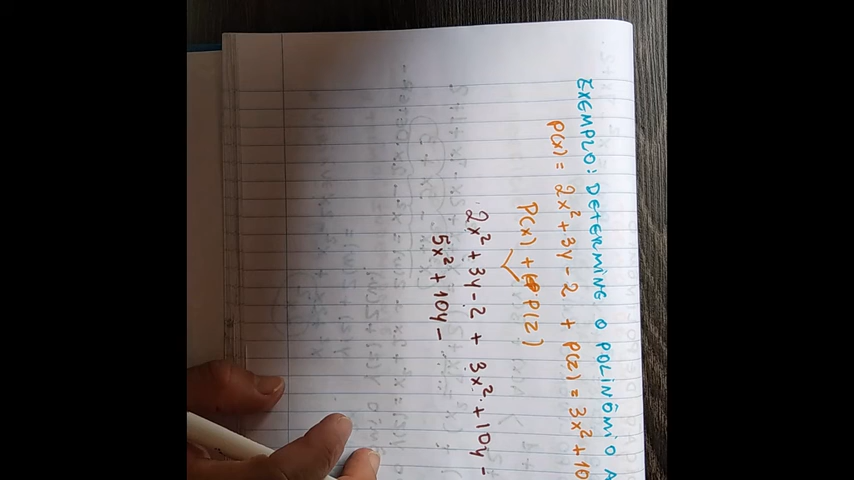 EXEMPLO: DETERMINE O POLINÔMIO A
P(x) = 2x² + 3y - 2 + P(z) = 3x² + 10
P(x) + P(z)
2x² + 3y - 2 + 3x² + 10y -
5x² + 10y -